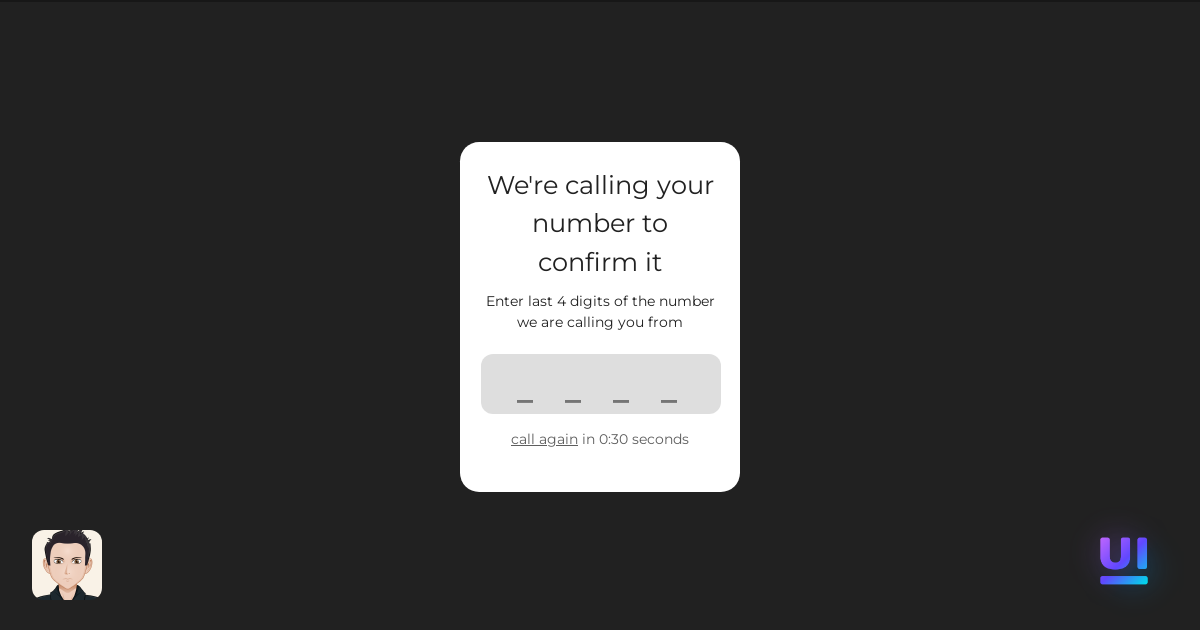 We're calling your
number to
confirm it
Enter last 4 digits of the number
we are calling you from
_ _ _ _
call again in 0:30 seconds
UI